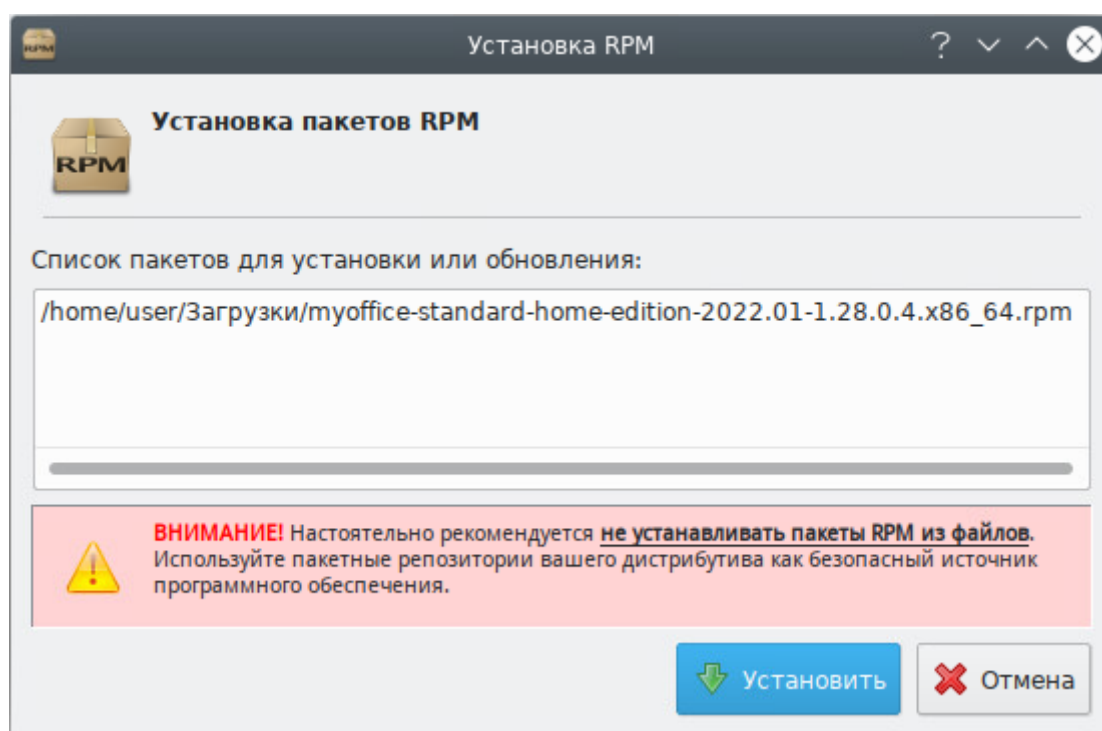 RPM
Установка RPM
Установка пакетов RPM
RPM
Список пакетов для установки или обновления:
/home/user/Загрузки/myoffice-standard-home-edition-2022.01-1.28.0.4.x86_64.rpm
ВНИМАНИЕ! Настоятельно рекомендуется не устанавливать пакеты RPM из файлов.
Используйте пакетные репозитории вашего дистрибутива как безопасный источник
программного обеспечения.
Установить
Отмена